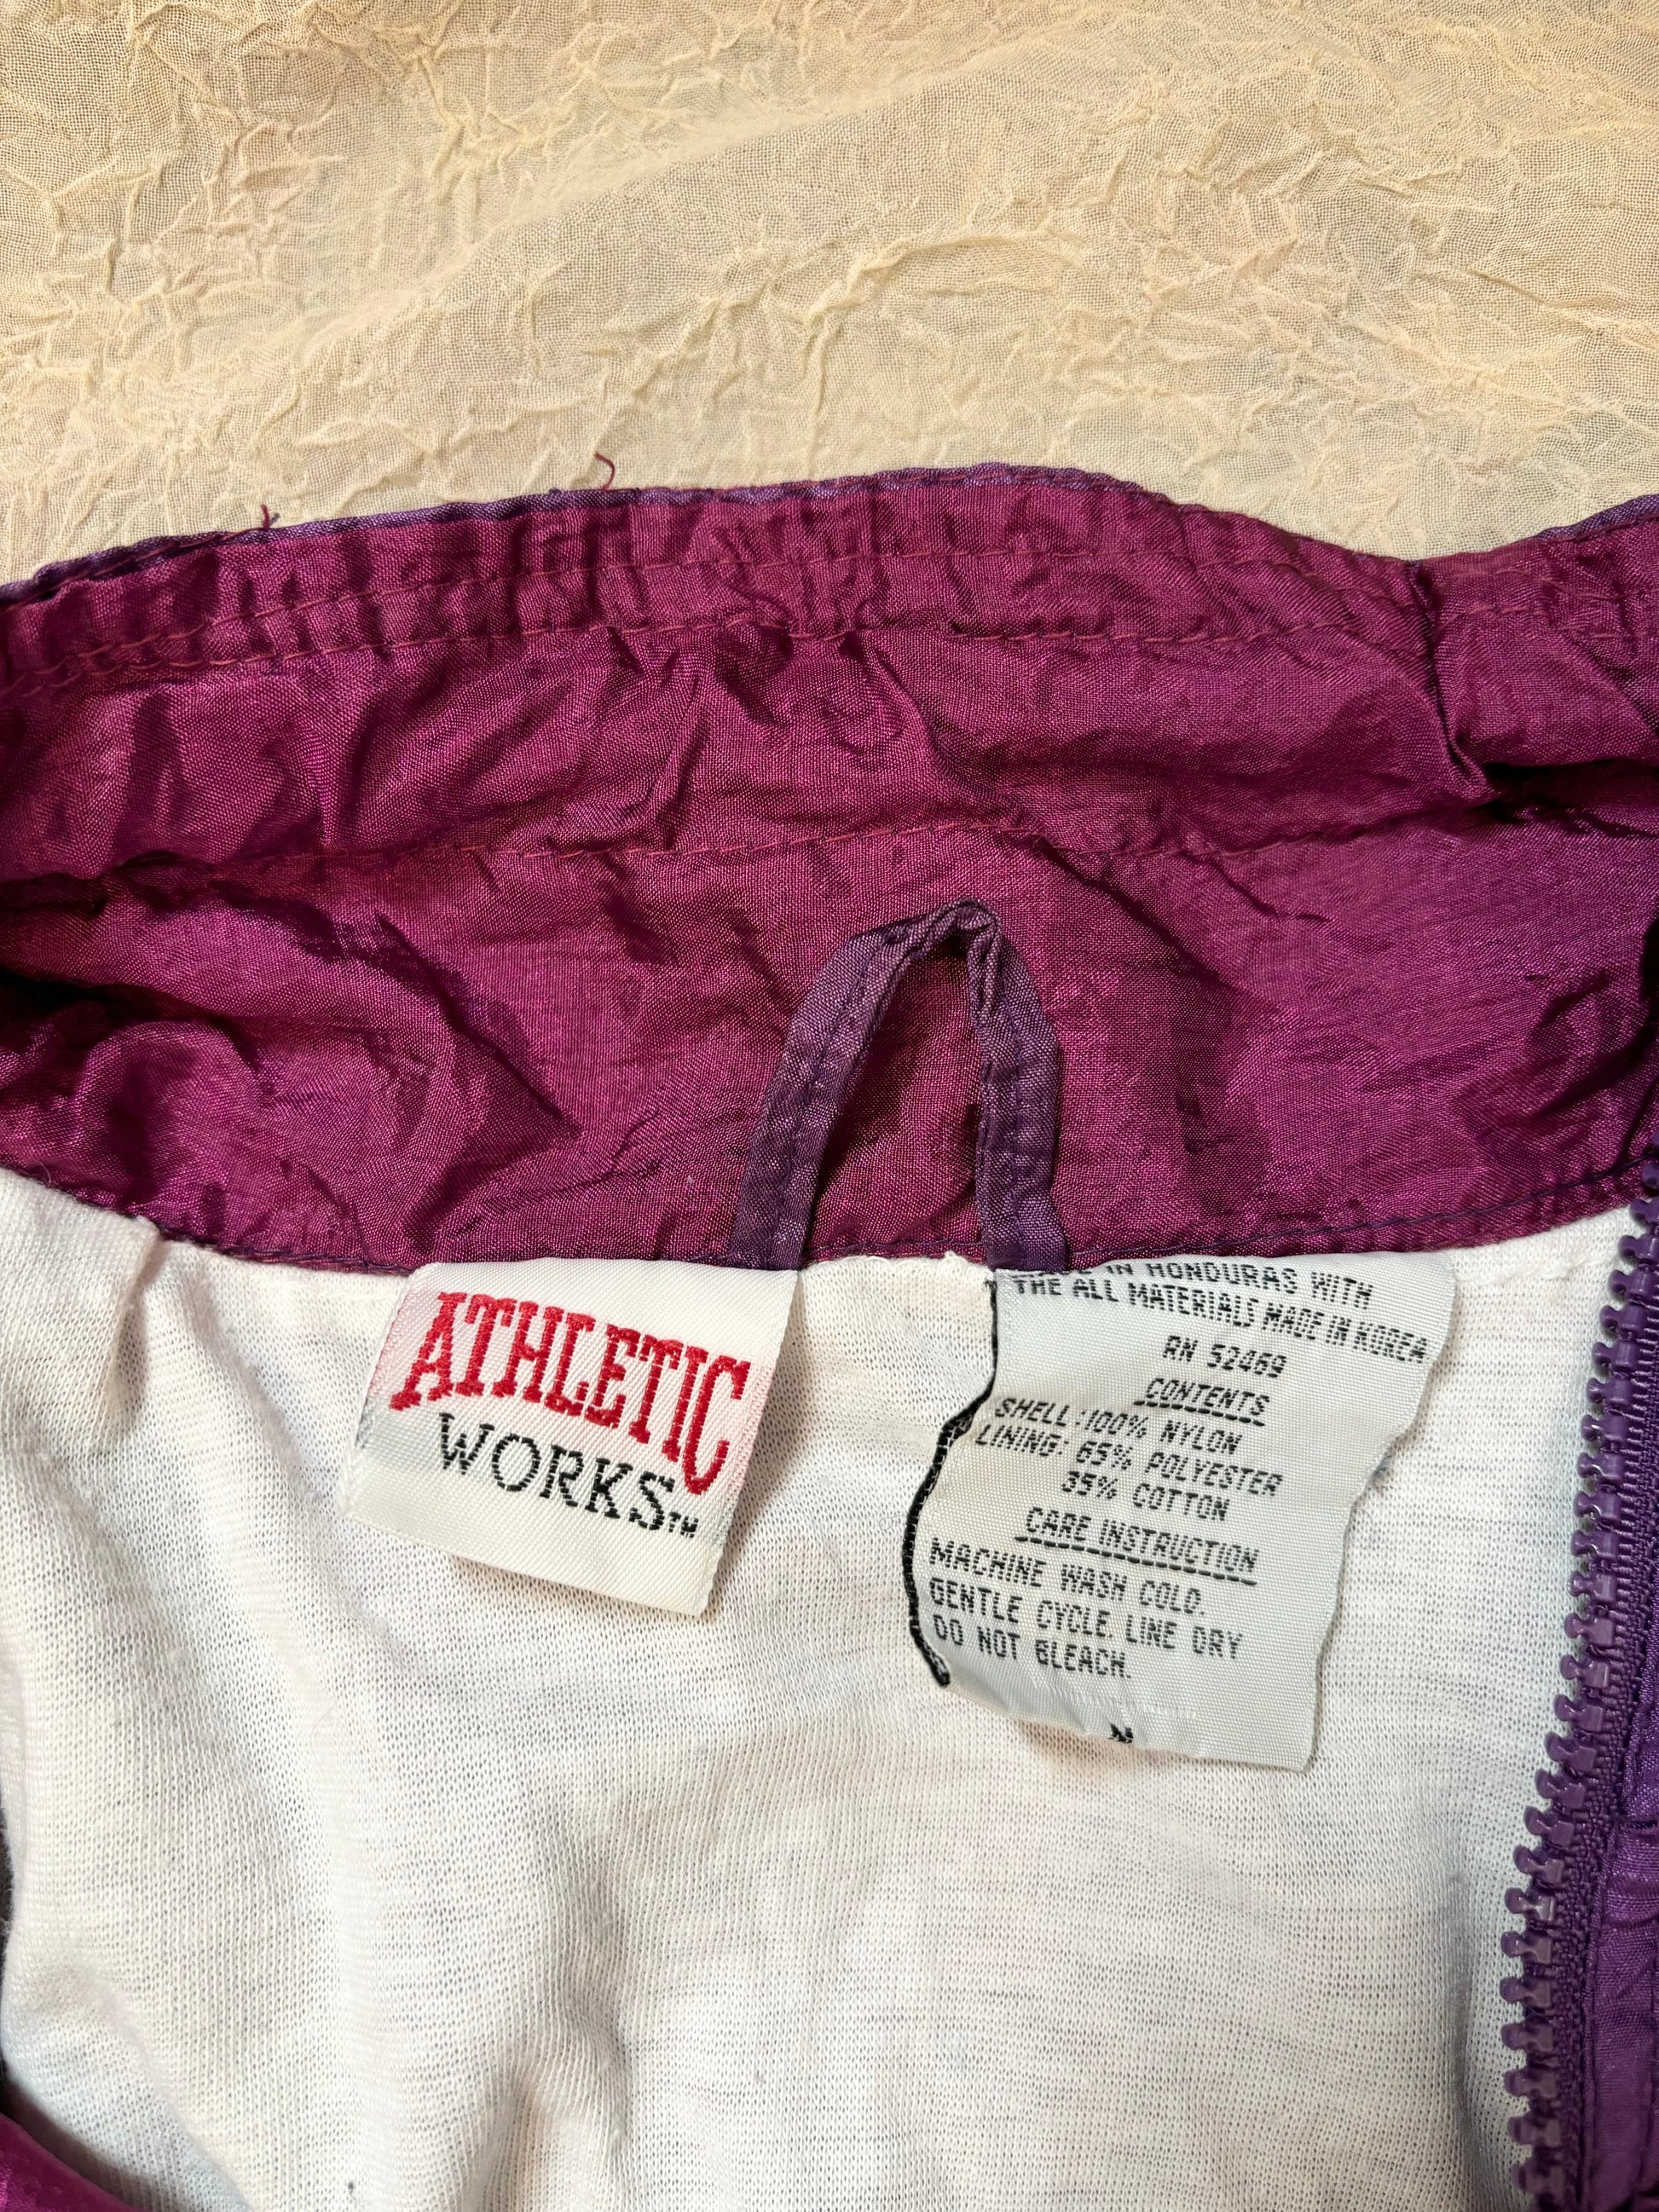 ATHLETIC
WORKS™
MADE IN HONDURAS WITH
THE ALL MATERIALS MADE IN KOREA
RN 52469
CONTENTS
SHELL: 100% NYLON
LINING: 65% POLYESTER
35% COTTON
CARE INSTRUCTION
MACHINE WASH COLD.
GENTLE CYCLE. LINE DRY
DO NOT BLEACH.